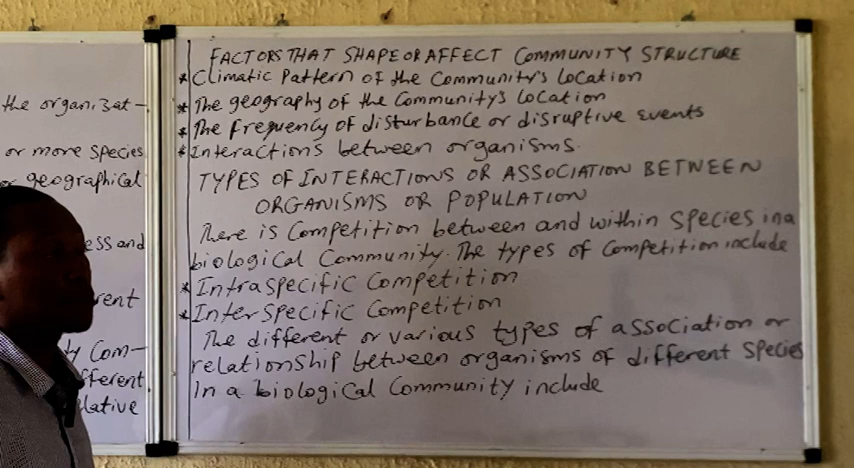 the organizat-
or more species
or geographical
ess and
rent
ty Com-
fferent
lative
FACTORS THAT SHAPE OR AFFECT COMMUNITY STRUCTURE
* Climatic Pattern of the Community's Location
* The geography of the Community's Location
* The frequency of disturbance or disruptive events
* Interactions between organisms.
TYPES OF INTERACTIONS OR ASSOCIATION BETWEEN
ORGANISMS OR POPULATION
There is Competition between and within species in a
biological Community. The types of Competition include
* Intraspecific Competition
* Interspecific Competition
The different or various types of association or
relationship between organisms of different species
In a biological Community include